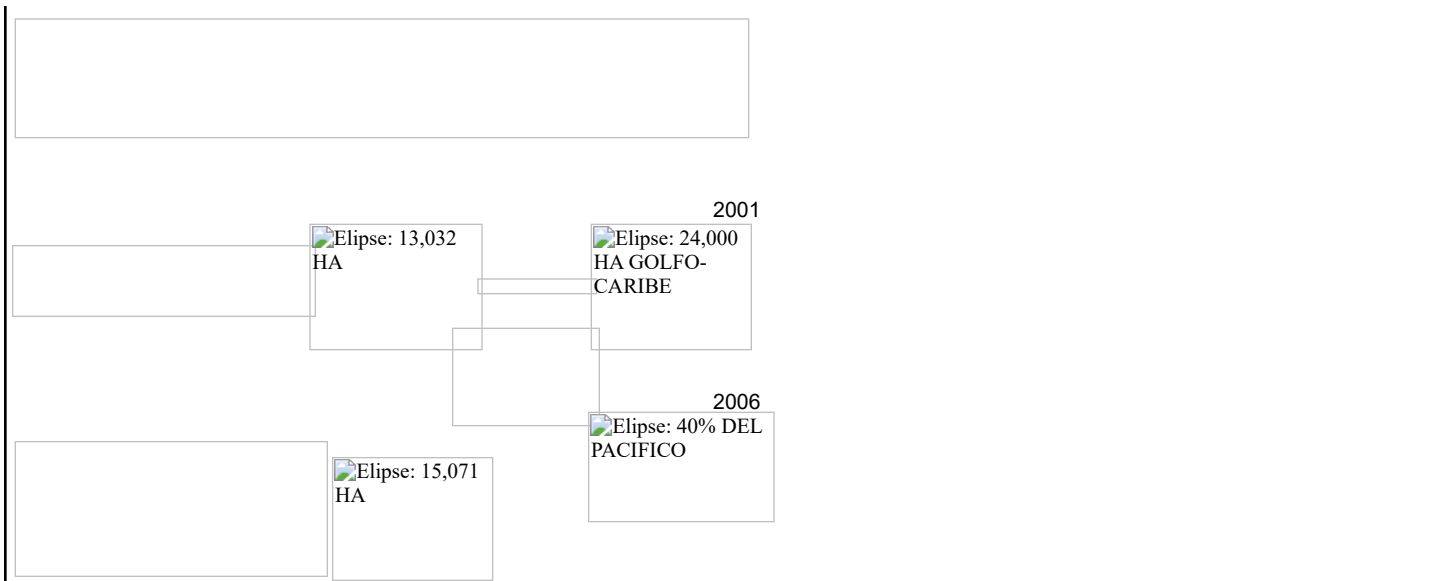 2001
Elipse: 13,032
HA
Elipse: 24,000
HA GOLFO-
CARIBE
2006
Elipse: 40% DEL
PACIFICO
Elipse: 15,071
HA